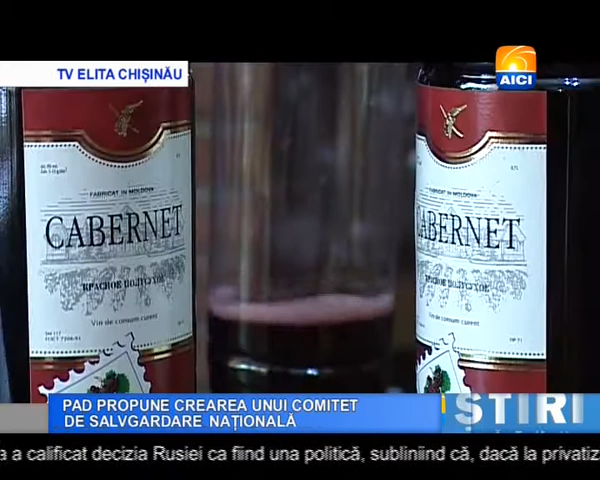 TV ELITA CHIȘINĂU
AICI
FABRICAT IN MOLDOVA
CABERNET
КРАСНОЕ ПОЛУСУХОЕ
Vin de consum curent
FABRICAT IN MOLDOVA
CABERNET
КРАСНОЕ ПОЛУСУХОЕ
Vin de consum curent
PAD PROPUNE CREAREA UNUI COMITET
DE SALVGARDARE NAȚIONALĂ
ȘTIRI
a a calificat decizia Rusiei ca fiind una politică, subliniind că, dacă la privatiz